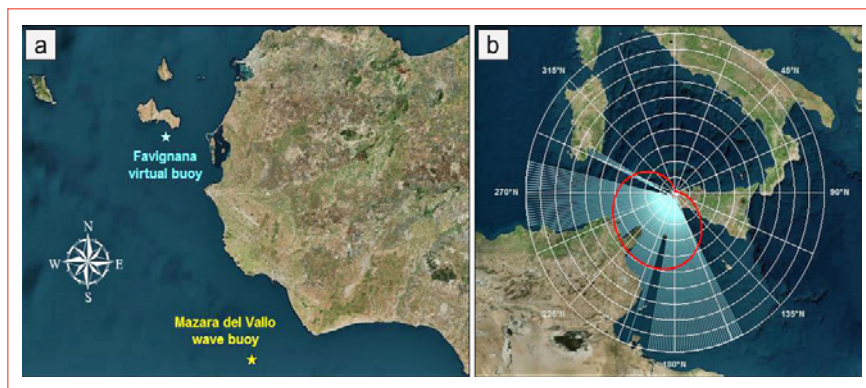 a
Favignana
virtual buoy
N
W
E
S
Mazara del Vallo
wave buoy
b
315°N
45°N
270°N
90°N
225°N
135°N
180°N